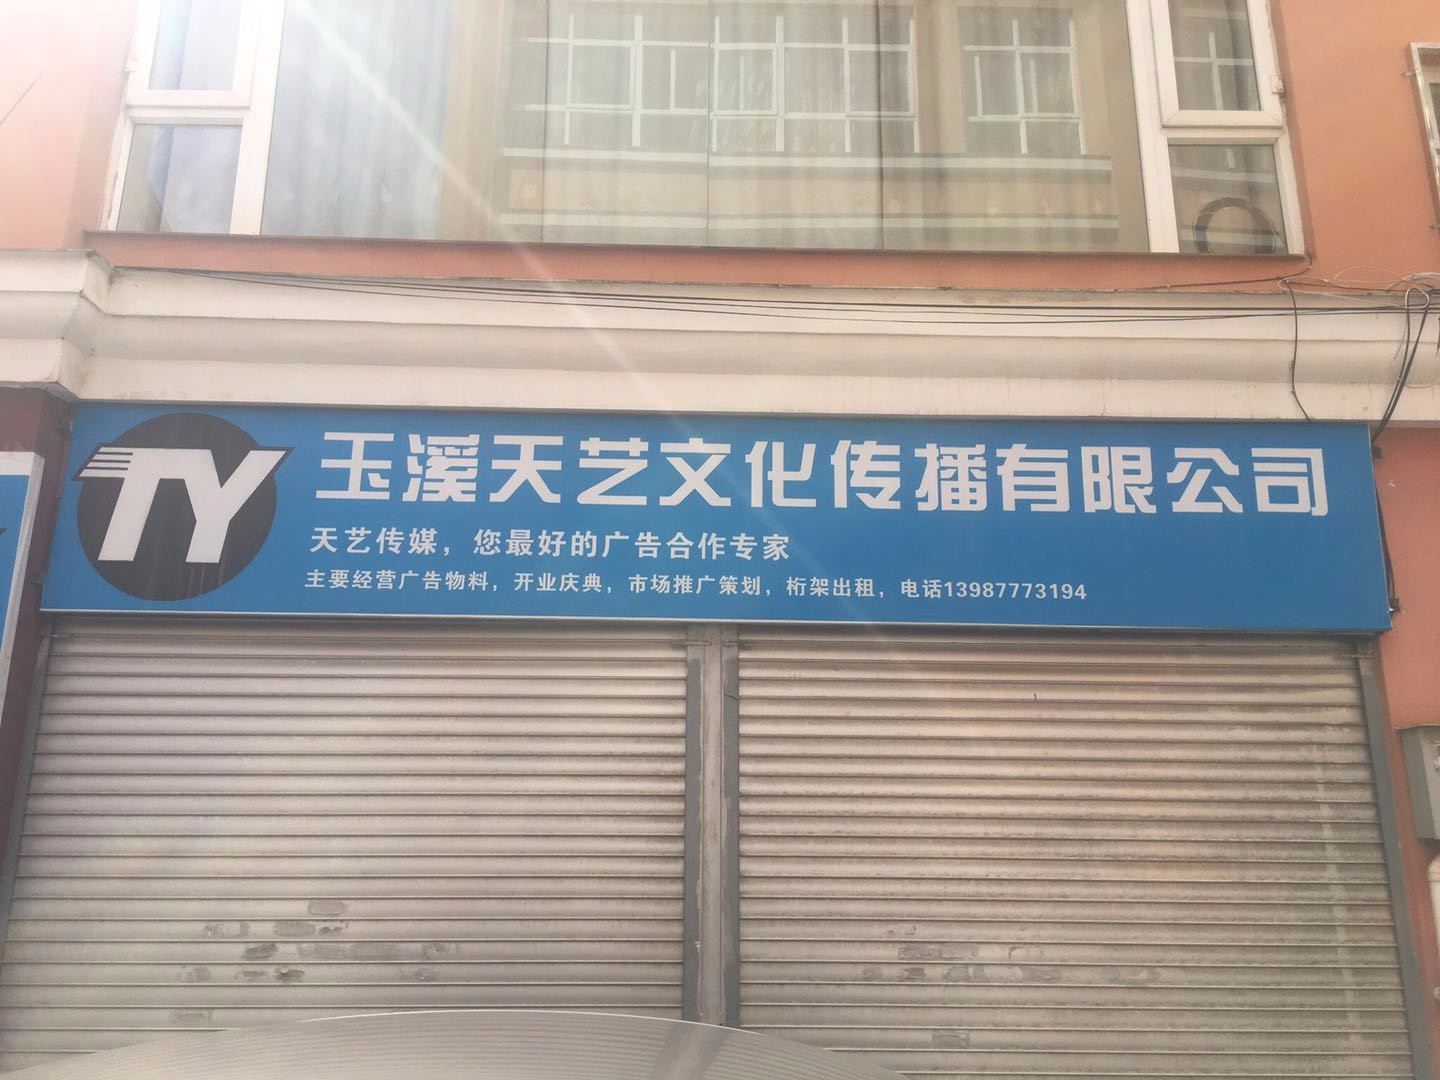 TY
玉溪天艺文化传播有限公司
天艺传媒，您最好的广告合作专家
主要经营广告物料，开业庆典，市场推广策划，桁架出租，电话13987773194